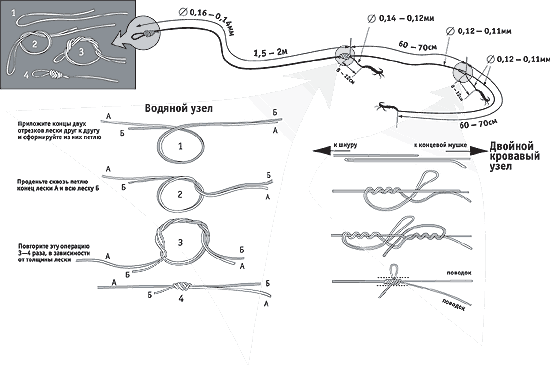 1
2
3
4
∅ 0,16 – 0,14мм
1,5 – 2м
∅ 0,14 – 0,12мм
60 – 70см
∅ 0,12 – 0,11мм
∅ 0,12 – 0,11мм
8 – 12см
60 – 70см
Водяной узел
Приложите концы двух
отрезков лески друг к другу
и сформируйте из них петлю
А
Б
Б
А
1
Проденьте сквозь петлю
конец лески А и всю леску Б
А
Б
Б
А
2
Повторите эту операцию
3—4 раза, в зависимости
от толщины лески
3
А
Б
Б
А
А
Б
Б
А
4
к шнуру
к концевой мушке
Двойной
кровавый
узел
поводок
поводок